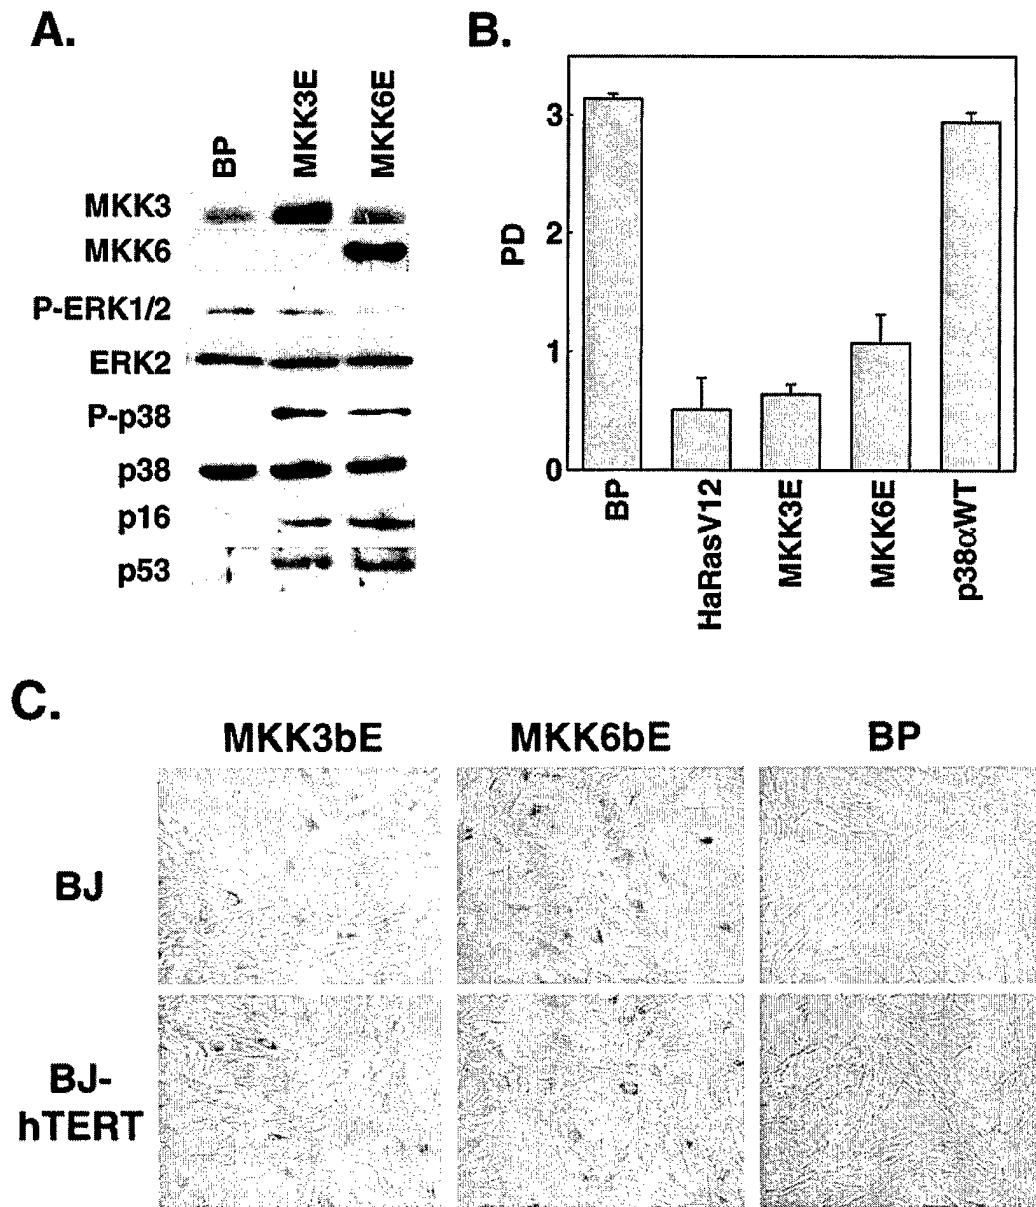 A.
BP
MKK3E
MKK6E
MKK3
MKK6
P-ERK1/2
ERK2
P-p38
p38
p16
p53
B.
PD
3
2
1
0
BP
HaRasV12
MKK3E
MKK6E
p38αWT
C.
MKK3bE
MKK6bE
BP
BJ
BJ-
hTERT